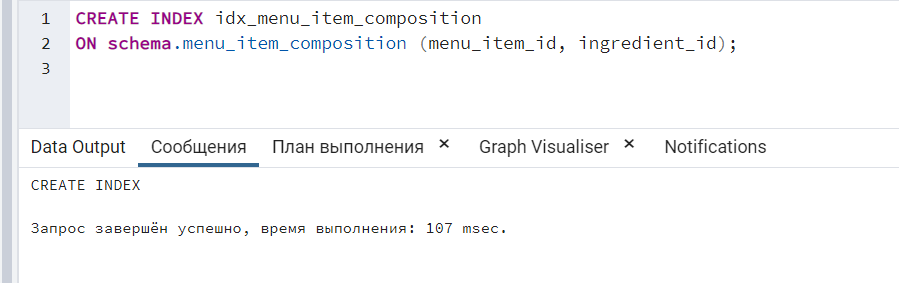 1 CREATE INDEX idx_menu_item_composition
2 ON schema.menu_item_composition (menu_item_id, ingredient_id);
3
Data Output Сообщения План выполнения × Graph Visualiser × Notifications
CREATE INDEX
Запрос завершён успешно, время выполнения: 107 msec.